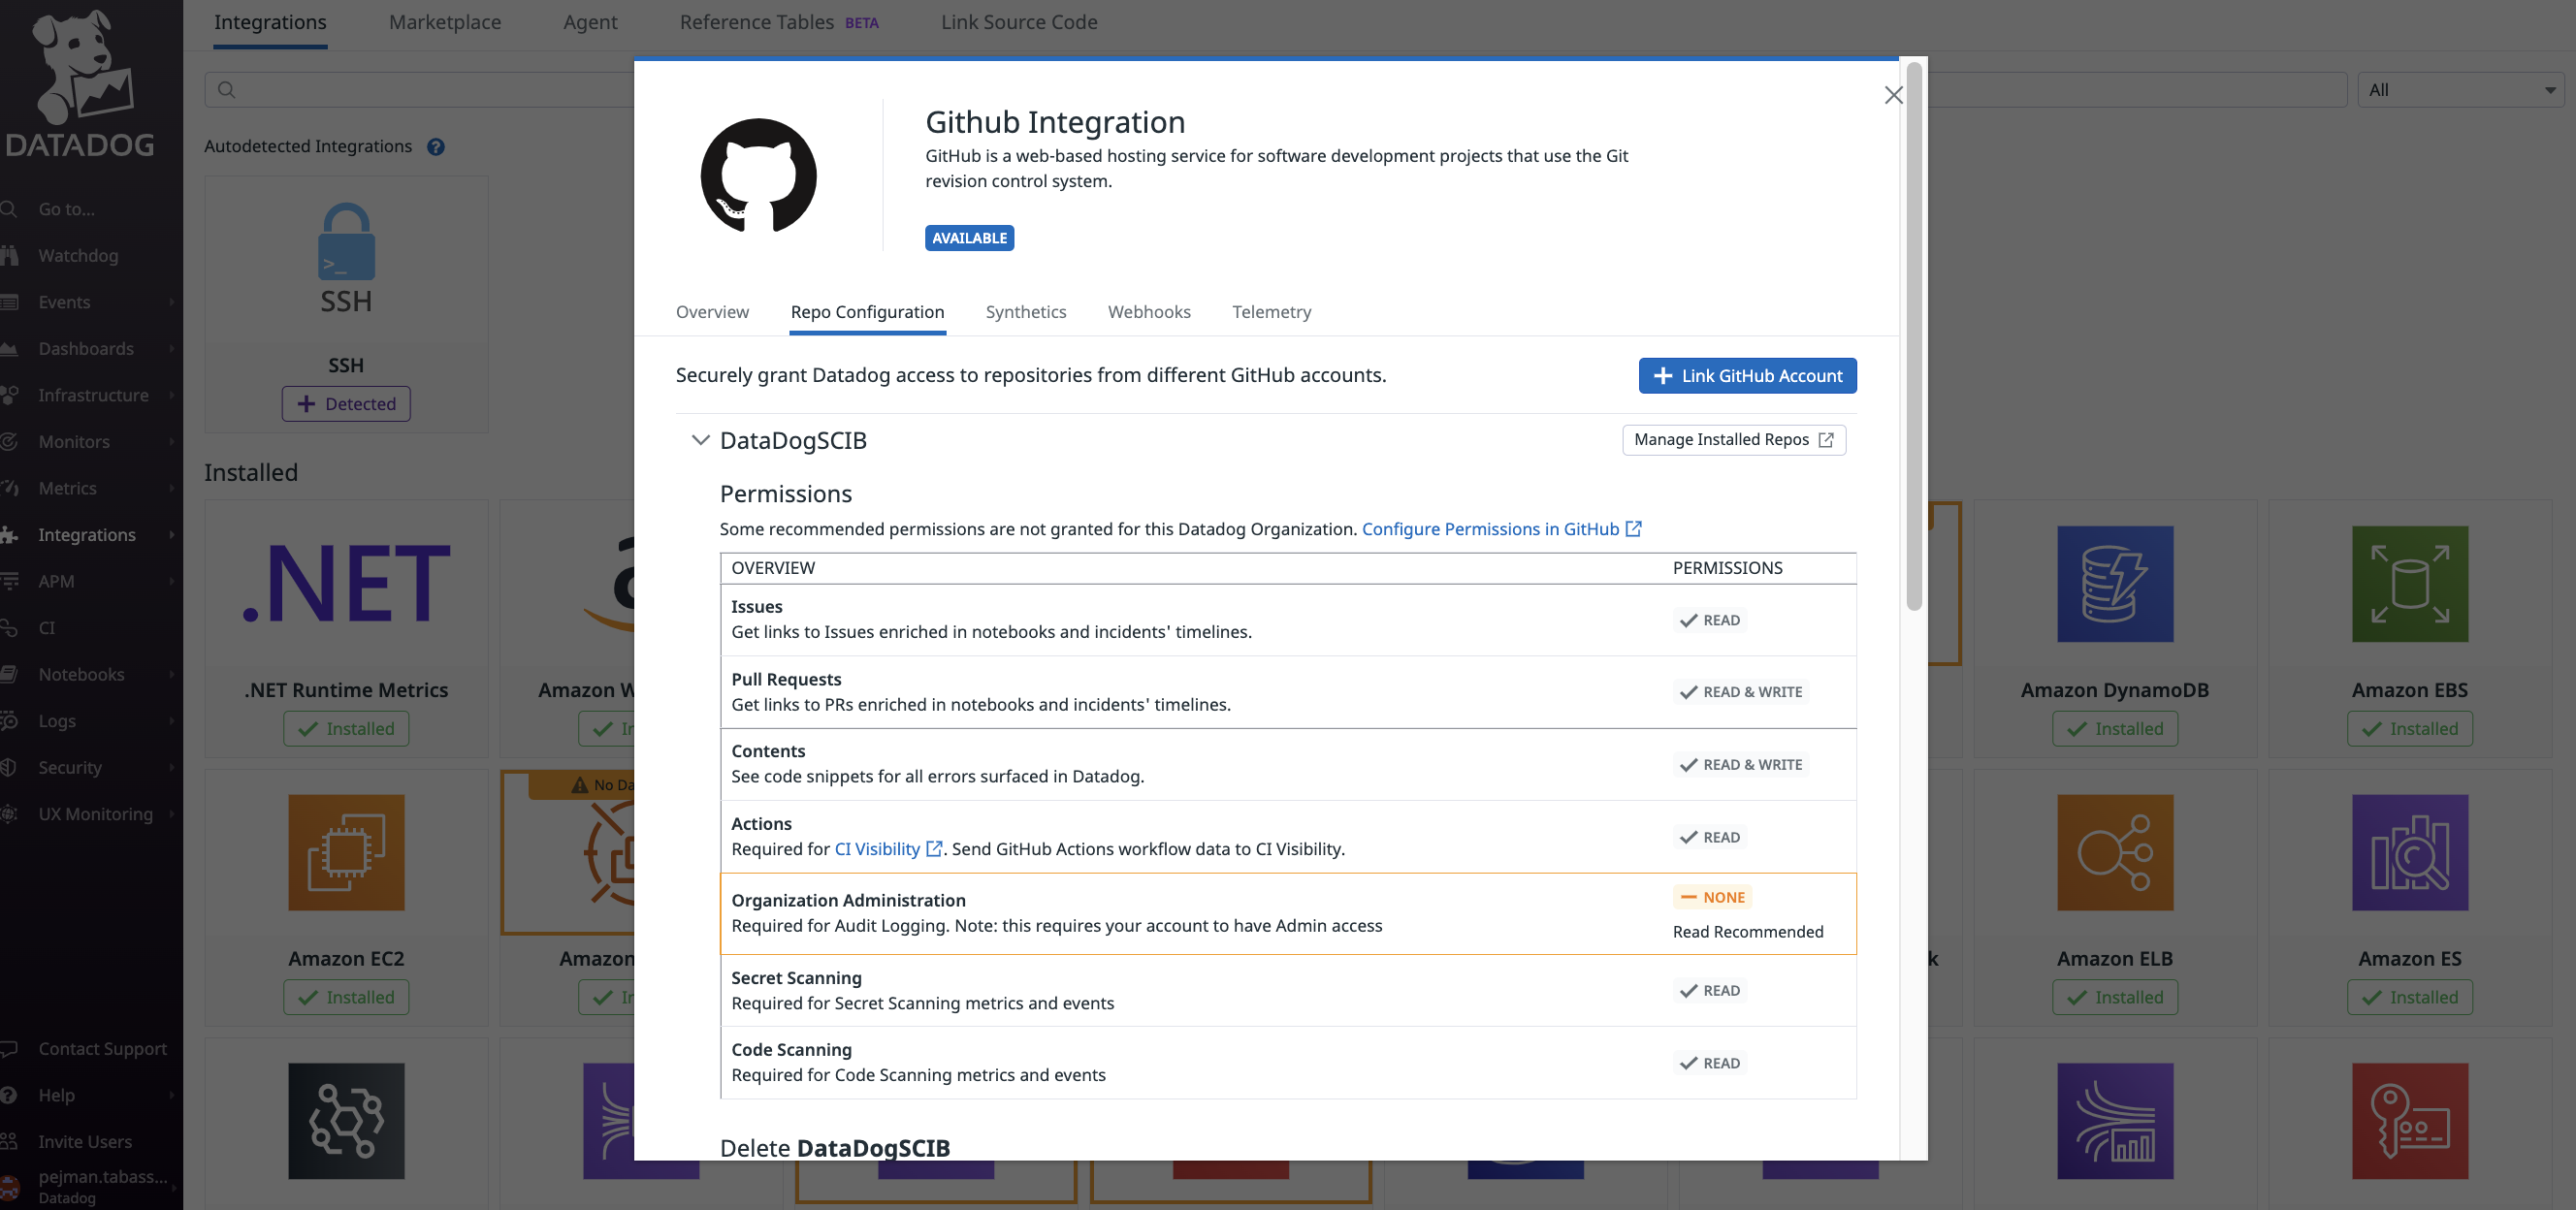 Integrations
Marketplace
Agent
Reference Tables BETA
Link Source Code
DATADOG
Go to...
Watchdog
Events
Dashboards
Infrastructure
Monitors
Metrics
Integrations
APM
CI
Notebooks
Logs
Security
UX Monitoring
Contact Support
Help
Invite Users
pejman.tabass...
Datadog
All
Autodetected Integrations ?
>_
SSH
SSH
Detected
Installed
.NET
.NET Runtime Metrics
Installed
Amazon
Amazon DynamoDB
Installed
Amazon EBS
Installed
Amazon EC2
Installed
No
Amazon
Amazon ELB
Installed
Amazon ES
Installed
Github Integration
GitHub is a web-based hosting service for software development projects that use the Git
revision control system.
AVAILABLE
Overview
Repo Configuration
Synthetics
Webhooks
Telemetry
Securely grant Datadog access to repositories from different GitHub accounts.
Link GitHub Account
DataDogSCIB
Manage Installed Repos
Permissions
Some recommended permissions are not granted for this Datadog Organization. Configure Permissions in GitHub
OVERVIEW
PERMISSIONS
Issues
Get links to Issues enriched in notebooks and incidents' timelines.
READ
Pull Requests
Get links to PRs enriched in notebooks and incidents' timelines.
READ & WRITE
Contents
See code snippets for all errors surfaced in Datadog.
READ & WRITE
Actions
Required for CI Visibility . Send GitHub Actions workflow data to CI Visibility.
READ
Organization Administration
Required for Audit Logging. Note: this requires your account to have Admin access
NONE
Read Recommended
Secret Scanning
Required for Secret Scanning metrics and events
READ
Code Scanning
Required for Code Scanning metrics and events
READ
Delete DataDogSCIB